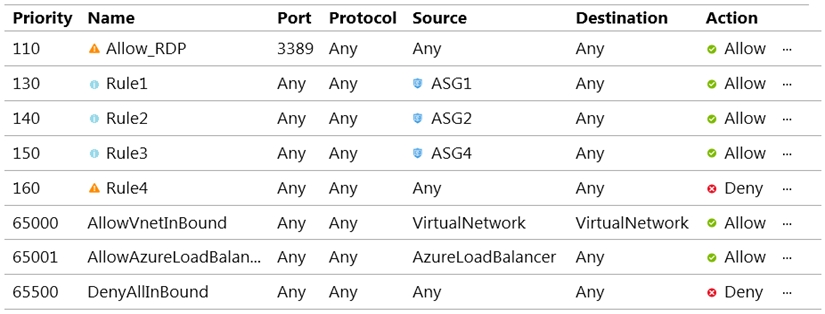 Priority Name Port Protocol Source Destination Action
110 Allow_RDP 3389 Any Any Any Allow ...
130 Rule1 Any Any ASG1 Any Allow ...
140 Rule2 Any Any ASG2 Any Allow ...
150 Rule3 Any Any ASG4 Any Allow ...
160 Rule4 Any Any Any Any Deny ...
65000 AllowVnetInBound Any Any VirtualNetwork VirtualNetwork Allow ...
65001 AllowAzureLoadBalan... Any Any AzureLoadBalancer Any Allow ...
65500 DenyAllInBound Any Any Any Any Deny ...